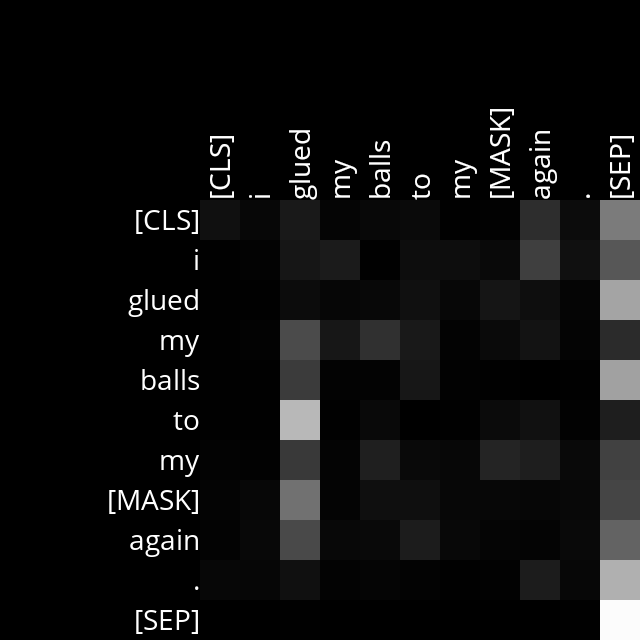 [CLS] i glued my balls to my [MASK] again . [SEP]
[CLS]
i
glued
my
balls
to
my
[MASK]
again
.
[SEP]